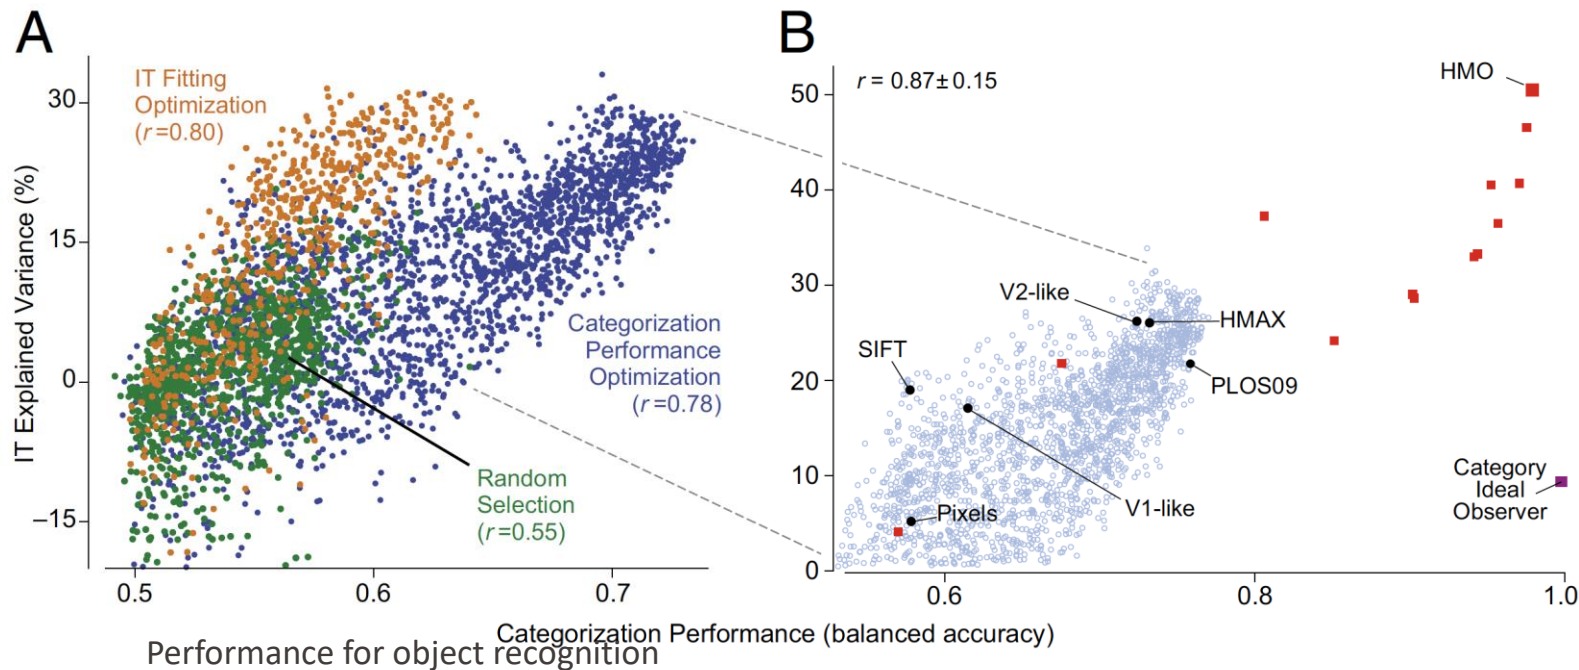 A
IT Fitting
Optimization
(r=0.80)
30
15
0
−15
IT Explained Variance (%)
Categorization
Performance
Optimization
(r=0.78)
Random
Selection
(r=0.55)
0.5
0.6
0.7
B
r = 0.87±0.15
50
40
30
20
10
0
HMO
V2-like
HMAX
SIFT
PLOS09
V1-like
Pixels
Category
Ideal
Observer
0.6
0.8
1.0
Categorization Performance (balanced accuracy)
Performance for object recognition